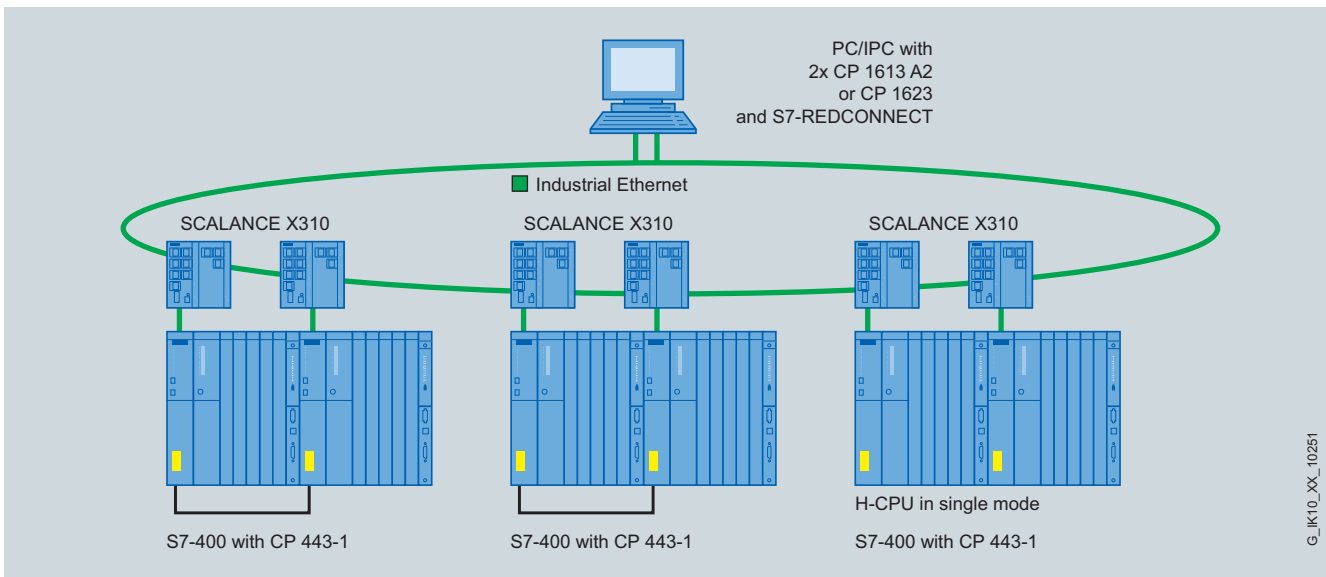 PC/IPC with
2x CP 1613 A2
or CP 1623
and S7-REDCONNECT
Industrial Ethernet
SCALANCE X310
SCALANCE X310
SCALANCE X310
H-CPU in single mode
S7-400 with CP 443-1
S7-400 with CP 443-1
S7-400 with CP 443-1
G_IK10_XX_10251